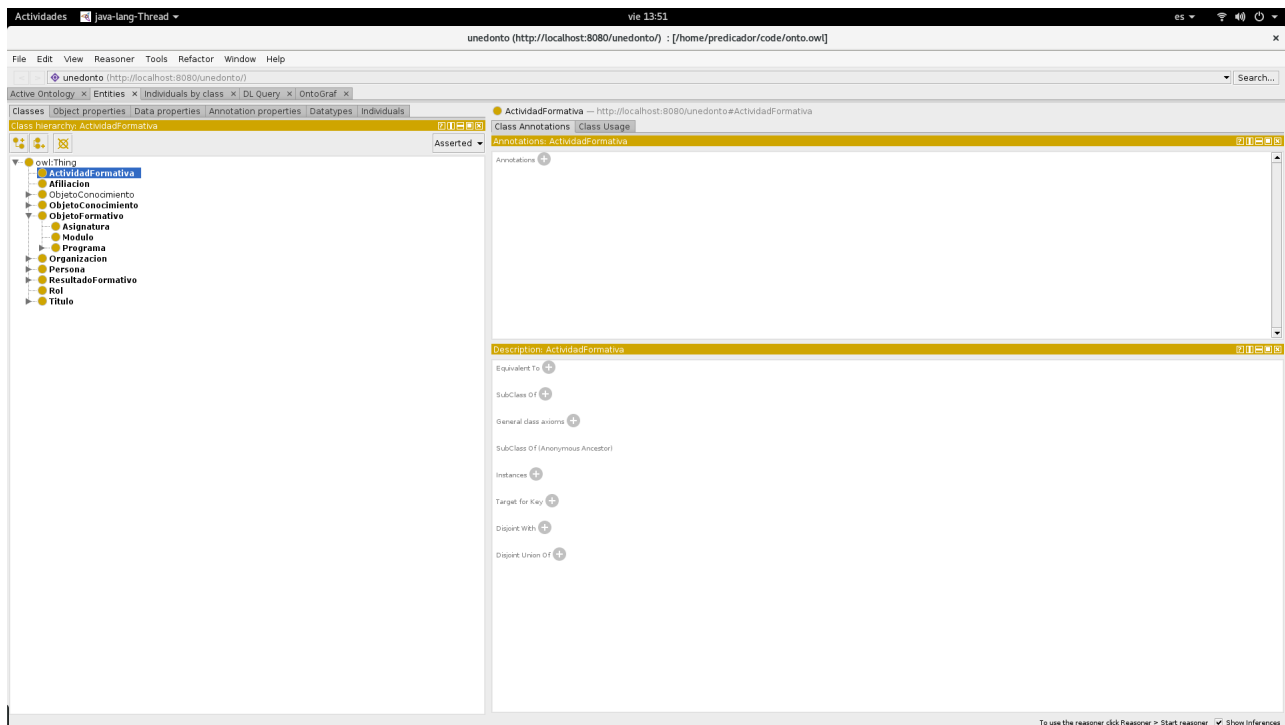 Actividades java-lang-Thread vie 13:51 es
unedonto (http://localhost:8080/unedonto/) : [/home/predicador/code/onto.owl] ×
File Edit View Reasoner Tools Refactor Window Help
unedonto (http://localhost:8080/unedonto/) Search...
Active Ontology × Entities × Individuals by class × DL Query × OntoGraf ×
Classes Object properties Data properties Annotation properties Datatypes Individuals
Class hierarchy: ActividadFormativa
Asserted
owl:Thing
ActividadFormativa
Afiliacion
ObjetoConocimiento
ObjetoConocimiento
ObjetoFormativo
Asignatura
Modulo
Programa
Organizacion
Persona
ResultadoFormativo
Rol
Titulo
ActividadFormativa — http://localhost:8080/unedonto#ActividadFormativa
Class Annotations Class Usage
Annotations: ActividadFormativa
Annotations
Description: ActividadFormativa
Equivalent To
SubClass Of
General class axioms
SubClass Of (Anonymous Ancestor)
Instances
Target for Key
Disjoint With
Disjoint Union Of
To use the reasoner click Reasoner > Start reasoner Show Inferences